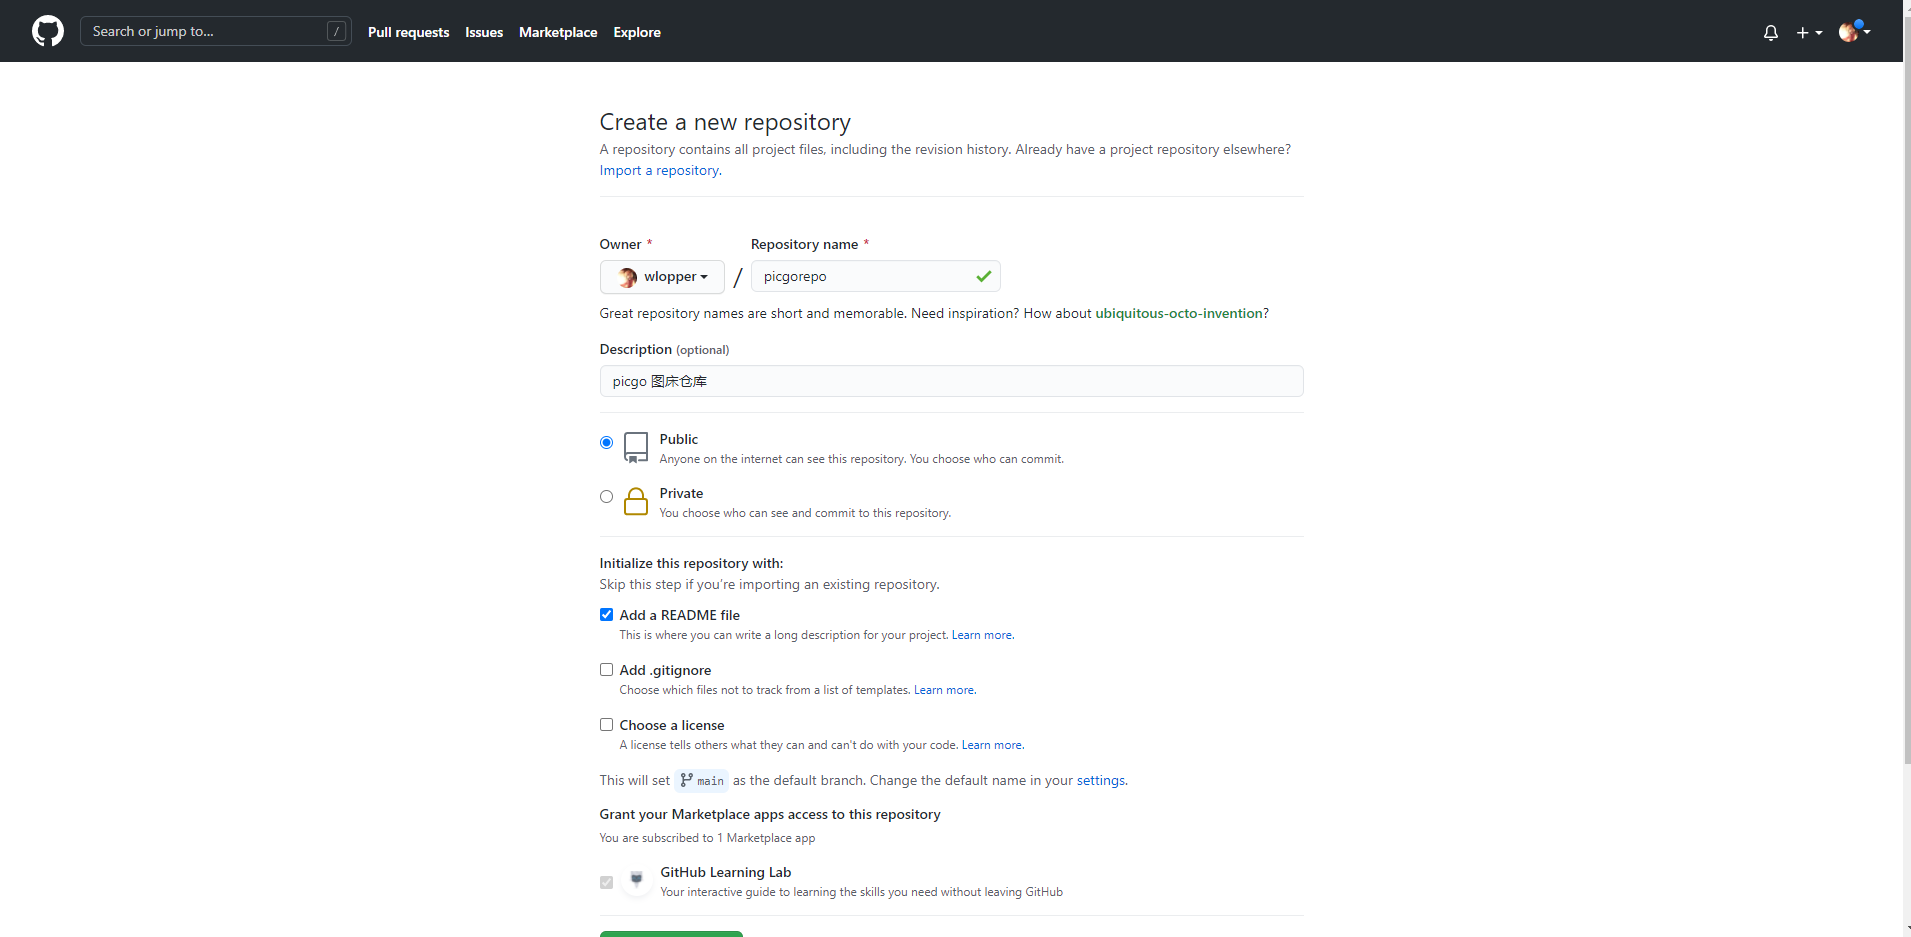 Search or jump to...
/
Pull requests
Issues
Marketplace
Explore
Create a new repository
A repository contains all project files, including the revision history. Already have a project repository elsewhere?
Import a repository.
Owner *
Repository name *
wlopper
/
picgorepo
Great repository names are short and memorable. Need inspiration? How about ubiquitous-octo-invention?
Description (optional)
picgo 图床仓库
Public
Anyone on the internet can see this repository. You choose who can commit.
Private
You choose who can see and commit to this repository.
Initialize this repository with:
Skip this step if you're importing an existing repository.
Add a README file
This is where you can write a long description for your project. Learn more.
Add .gitignore
Choose which files not to track from a list of templates. Learn more.
Choose a license
A license tells others what they can and can't do with your code. Learn more.
This will set main as the default branch. Change the default name in your settings.
Grant your Marketplace apps access to this repository
You are subscribed to 1 Marketplace app
GitHub Learning Lab
Your interactive guide to learning the skills you need without leaving GitHub